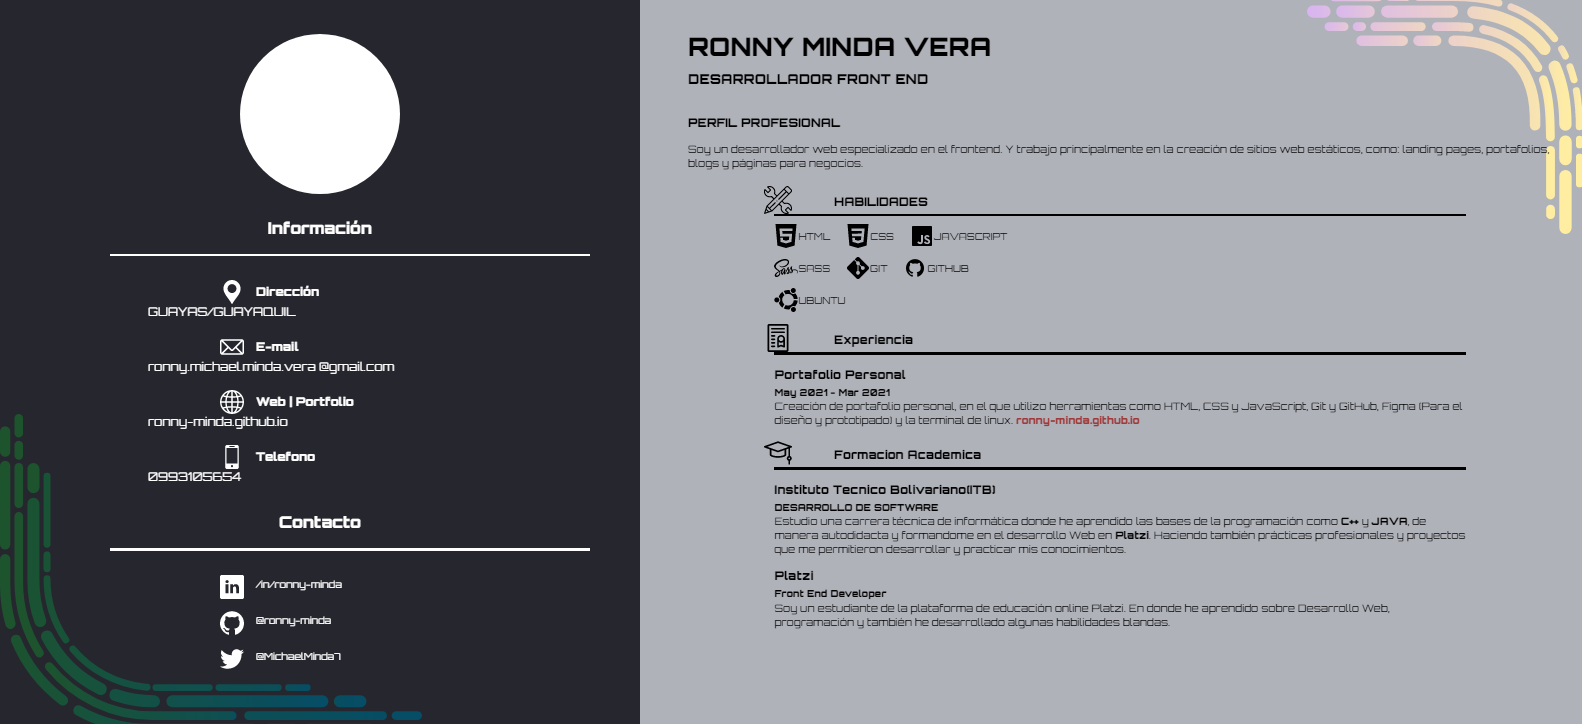 Información
Dirección
GUAYAS/GUAYAQUIL
E-mail
ronny.michael.minda.vera @gmail.com
Web | Portfolio
ronny-minda.github.io
Telefono
0993105654
Contacto
/in/ronny-minda
@ronny-minda
@MichaelMinda7
RONNY MINDA VERA
DESARROLLADOR FRONT END
PERFIL PROFESIONAL
Soy un desarrollador web especializado en el frontend. Y trabajo principalmente en la creación de sitios web estáticos, como: landing pages, portafolios,
blogs y páginas para negocios.
HABILIDADES
HTML CSS JS JAVASCRIPT
Sass SASS GIT GITHUB
UBUNTU
Experiencia
Portafolio Personal
May 2021 - Mar 2021
Creación de portafolio personal, en el que utilizo herramientas como HTML, CSS y JavaScript, Git y GitHub, Figma (Para el
diseño y prototipado) y la terminal de linux. ronny-minda.github.io
Formacion Academica
Instituto Tecnico Bolivariano(ITB)
DESARROLLO DE SOFTWARE
Estudio una carrera técnica de informática donde he aprendido las bases de la programación como C++ y JAVA, de
manera autodidacta y formandome en el desarrollo Web en Platzi. Haciendo también prácticas profesionales y proyectos
que me permitieron desarrollar y practicar mis conocimientos.
Platzi
Front End Developer
Soy un estudiante de la plataforma de educación online Platzi. En donde he aprendido sobre Desarrollo Web,
programación y también he desarrollado algunas habilidades blandas.